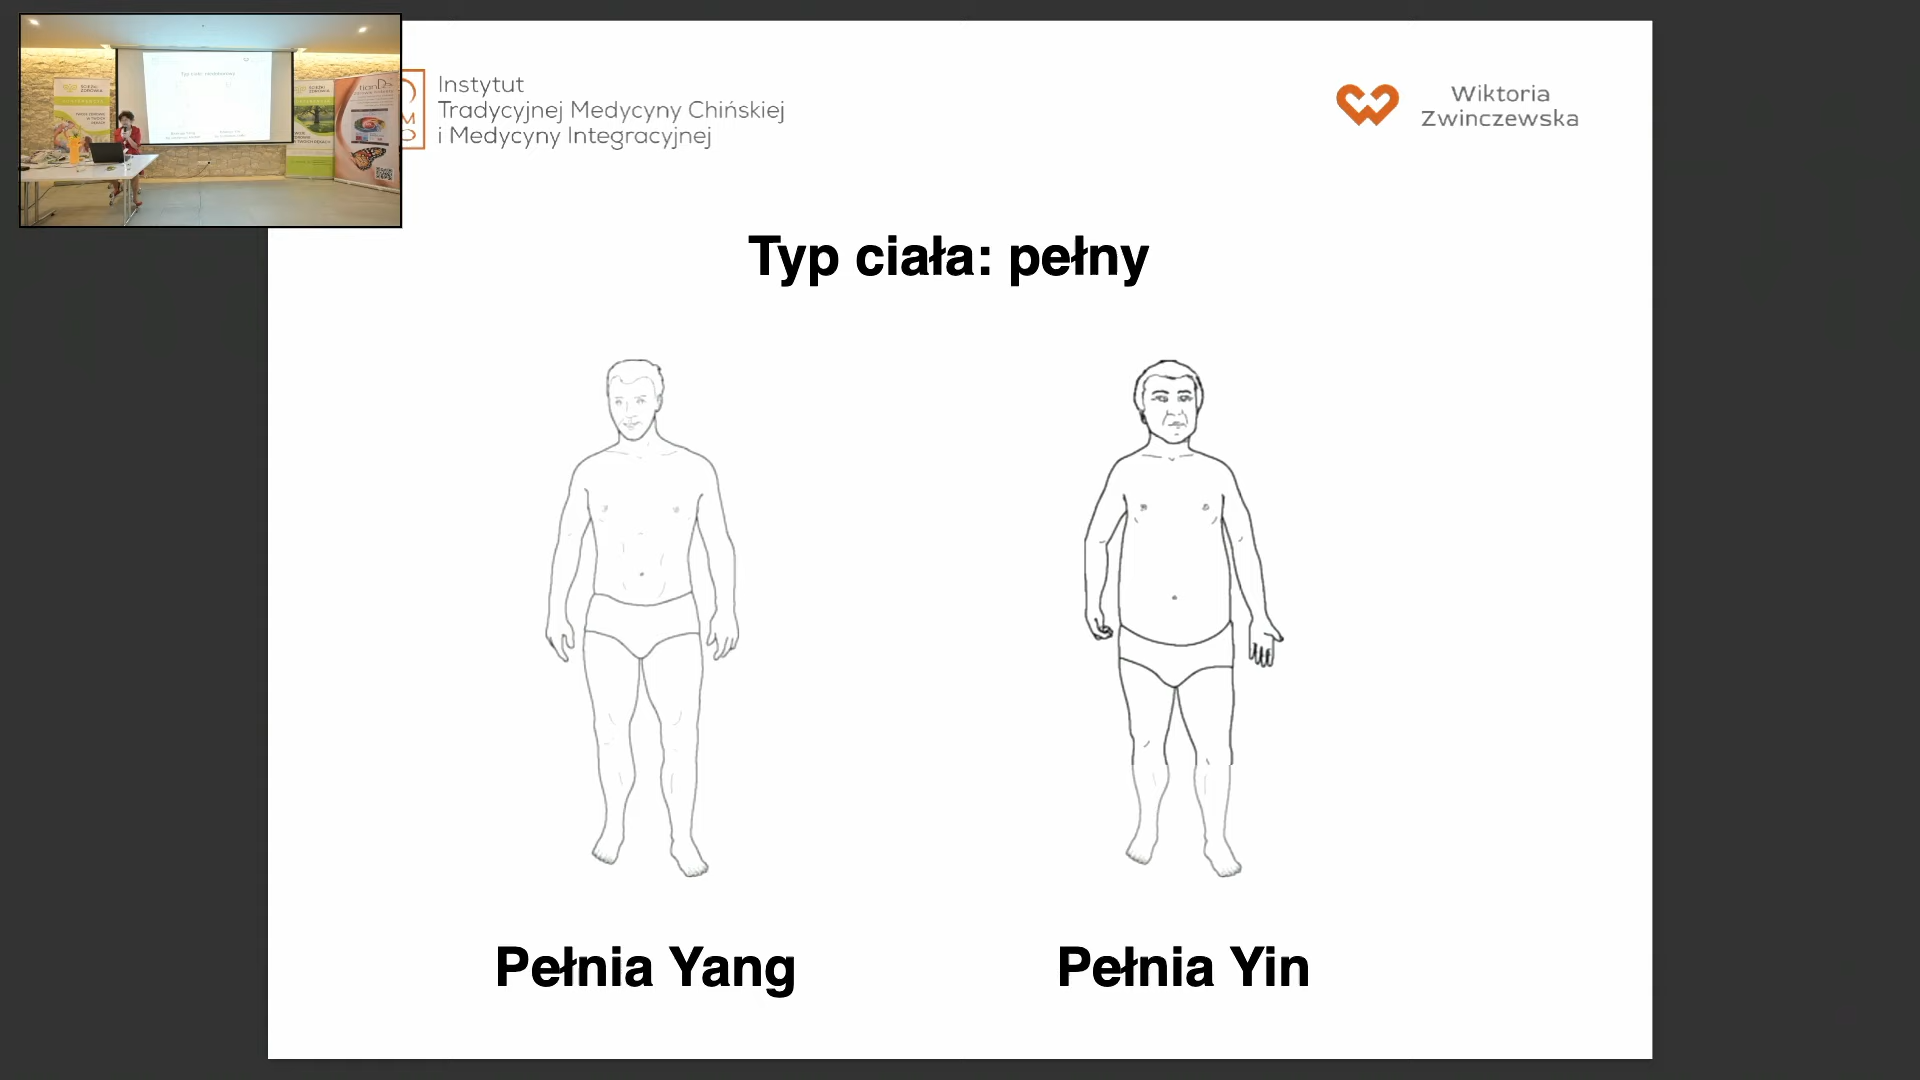 Instytut
Tradycyjnej Medycyny Chińskiej
i Medycyny Integracyjnej
M
O
Wiktoria
Zwinczewska
Typ ciała: pełny
Pełnia Yang
Pełnia Yin